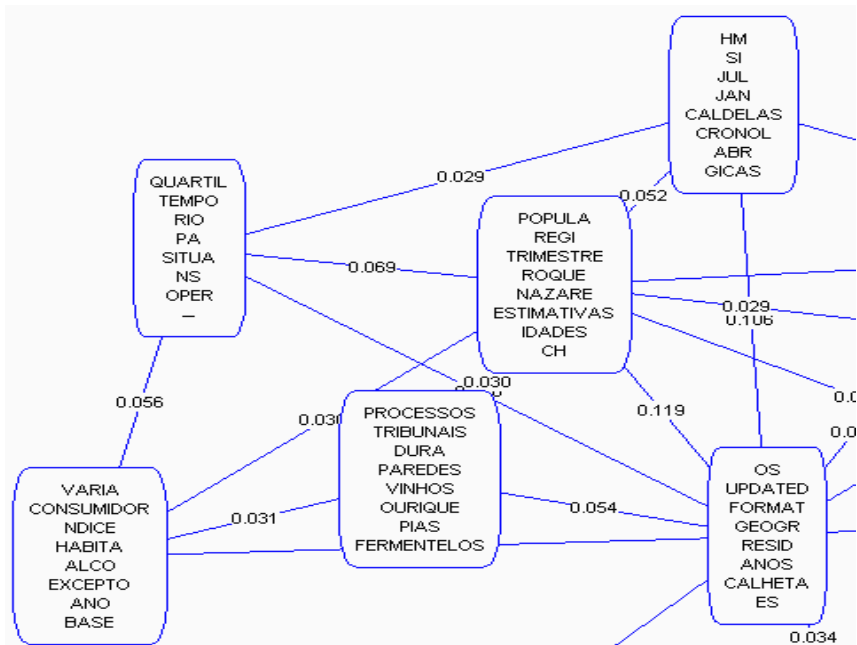 HM
SI
JUL
JAN
CALDELAS
CRONOL
ABR
GICAS
QUARTIL
TEMPO
RIO
PA
SITUA
NS
OPER
_
0.029
0.052
POPULA
REGI
TRIMESTRE
ROQUE
NAZARE
ESTIMATIVAS
IDADES
CH
0.069
0.029
0.106
0.030
0.056
0.119
PROCESSOS
TRIBUNAIS
DURA
PAREDES
VINHOS
OURIQUE
PIAS
FERMENTELOS
VARIA
CONSUMIDOR
NDICE
HABITA
ALCO
EXCEPTO
ANO
BASE
0.031
0.054
OS
UPDATED
FORMAT
GEOGR
RESID
ANOS
CALHETA
ES
0.034